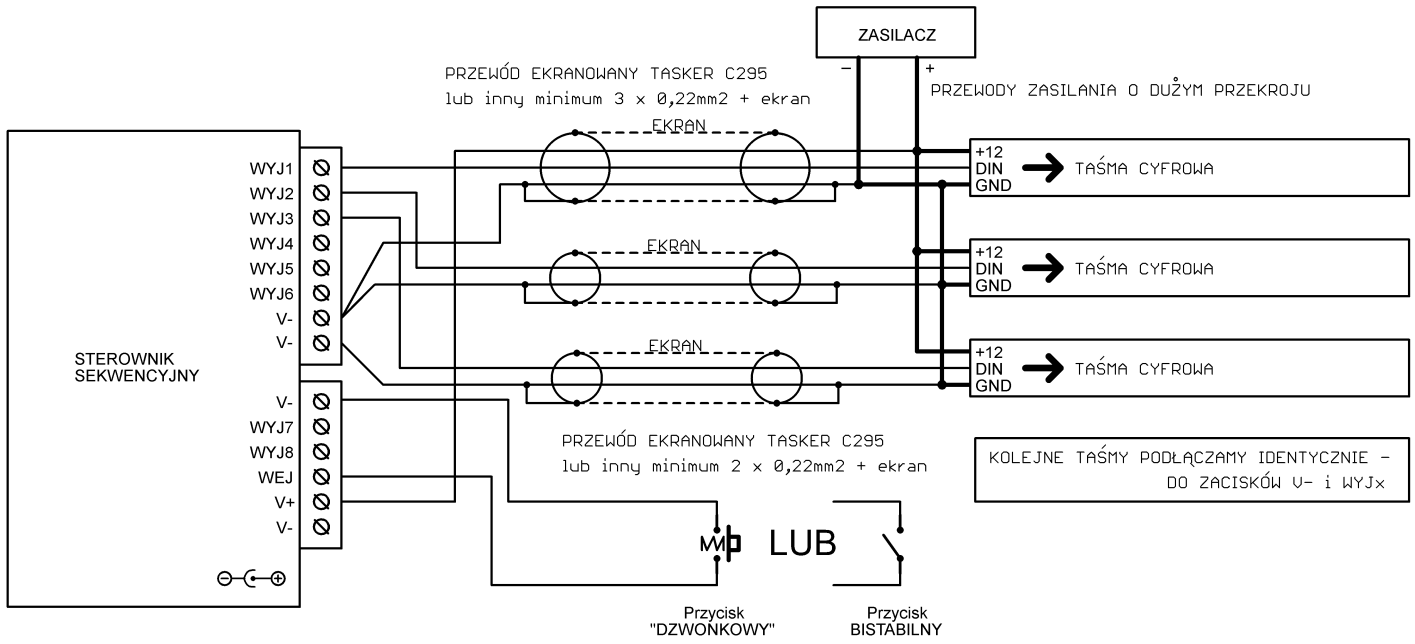 ZASILACZ
− +
PRZEWÓD EKRANOWANY TASKER C295
lub inny minimum 3 x 0,22mm2 + ekran
PRZEWODY ZASILANIA O DUŻYM PRZEKROJU
EKRAN
+12
DIN
GND
TAŚMA CYFROWA
EKRAN
+12
DIN
GND
TAŚMA CYFROWA
EKRAN
+12
DIN
GND
TAŚMA CYFROWA
WYJ1
WYJ2
WYJ3
WYJ4
WYJ5
WYJ6
V-
V-
STEROWNIK
SEKWENCYJNY
V-
WYJ7
WYJ8
WEJ
V+
V-
PRZEWÓD EKRANOWANY TASKER C295
lub inny minimum 2 x 0,22mm2 + ekran
KOLEJNE TAŚMY PODŁĄCZAMY IDENTYCZNIE -
DO ZACISKÓW V- i WYJx
LUB
Przycisk
"DZWONKOWY"
Przycisk
BISTABILNY